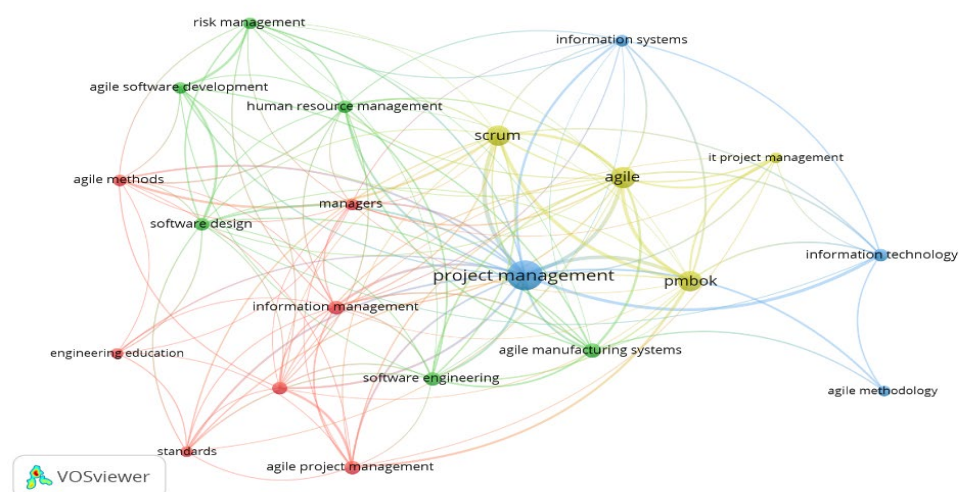 risk management
information systems
agile software development
human resource management
scrum
it project management
agile methods
agile
managers
software design
information technology
project management
pmbok
information management
agile manufacturing systems
engineering education
software engineering
agile methodology
standards
agile project management
VOSviewer